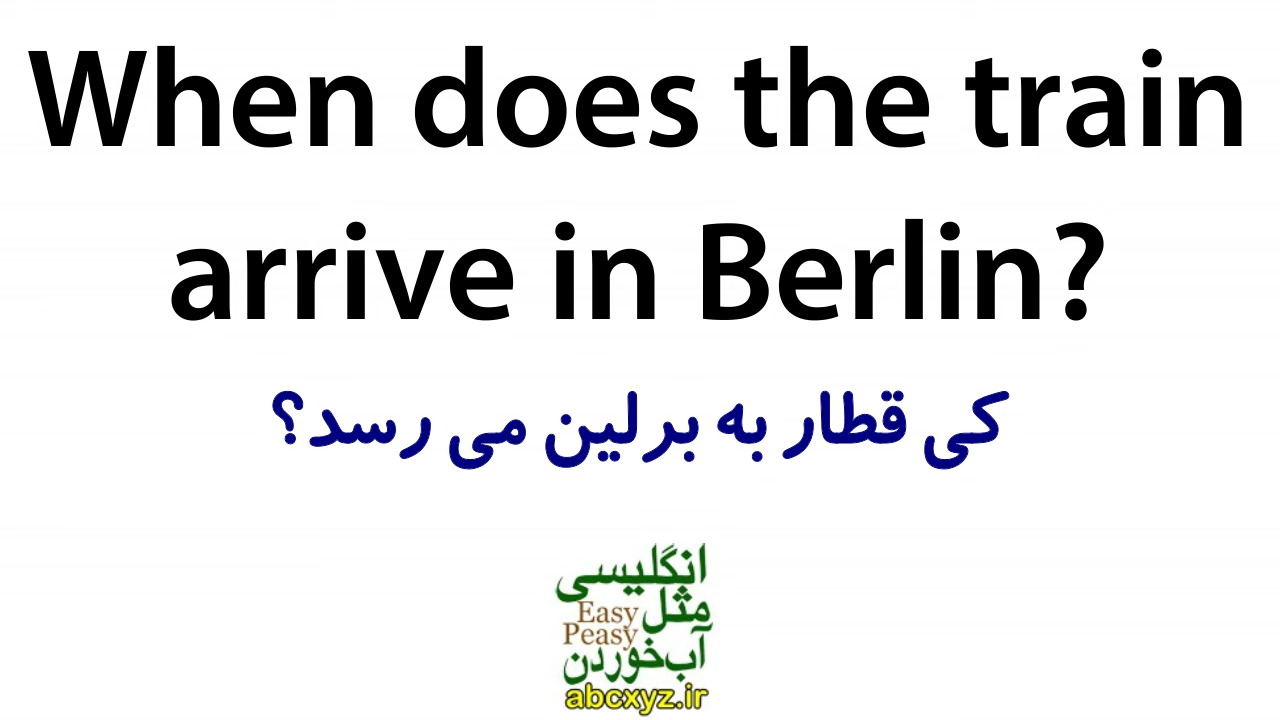 When does the train
arrive in Berlin?
کی قطار به برلین می رسد؟
انگلیسی
مثل
Easy
Peasy
آب‌خوردن
abcxyz.ir